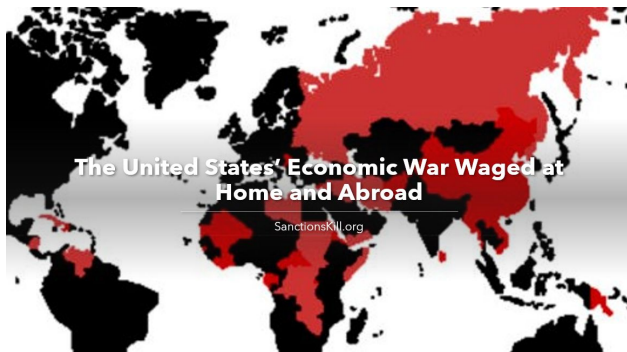 The United States’ Economic War Waged at
Home and Abroad
SanctionsKill.org